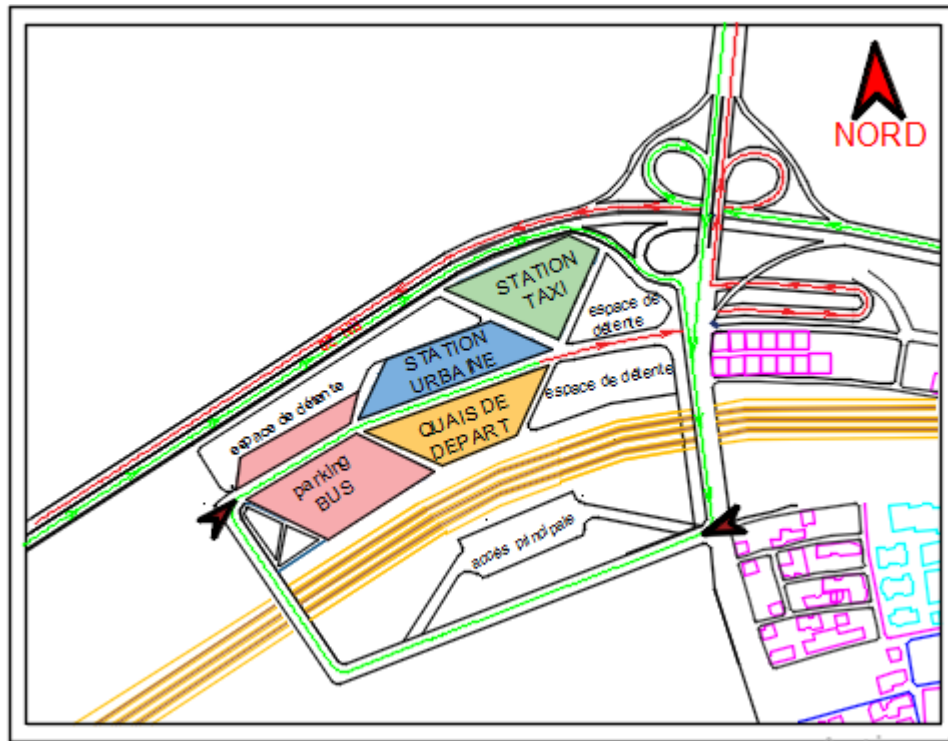 NORD
STATION
TAXI
espace de
détente
STATION
URBAINE
espace de détente
espace de détente
QUAIS DE
DEPART
parking
BUS
accès principale